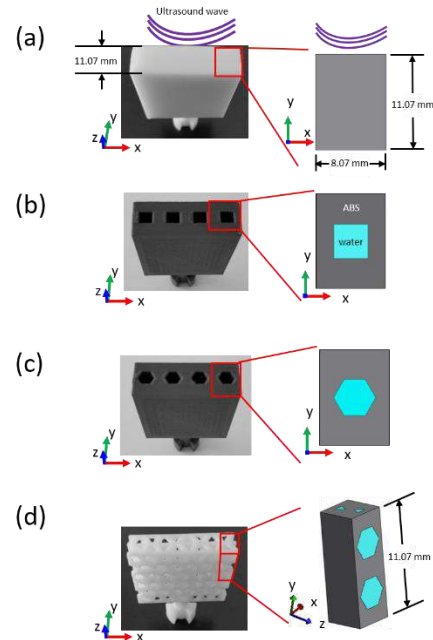 (a)
Ultrasound wave
11.07 mm
y
z
x
y
x
11.07 mm
8.07 mm
(b)
y
z
x
ABS
water
y
x
(c)
y
z
x
y
x
(d)
y
z
x
y
x
z
11.07 mm